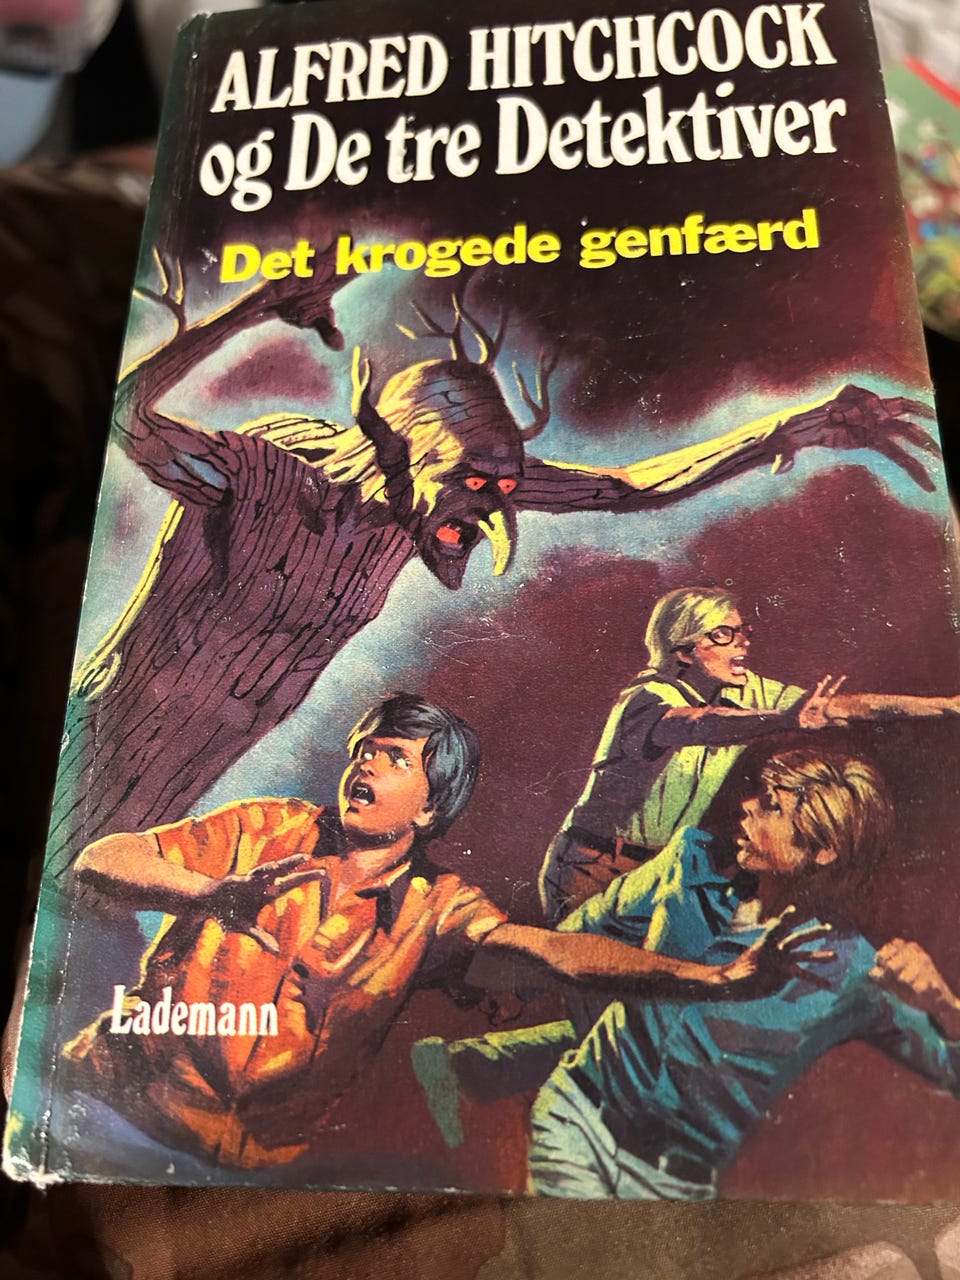 ALFRED HITCHCOCK
og De tre Detektiver
Det krogede genfærd
Lademann